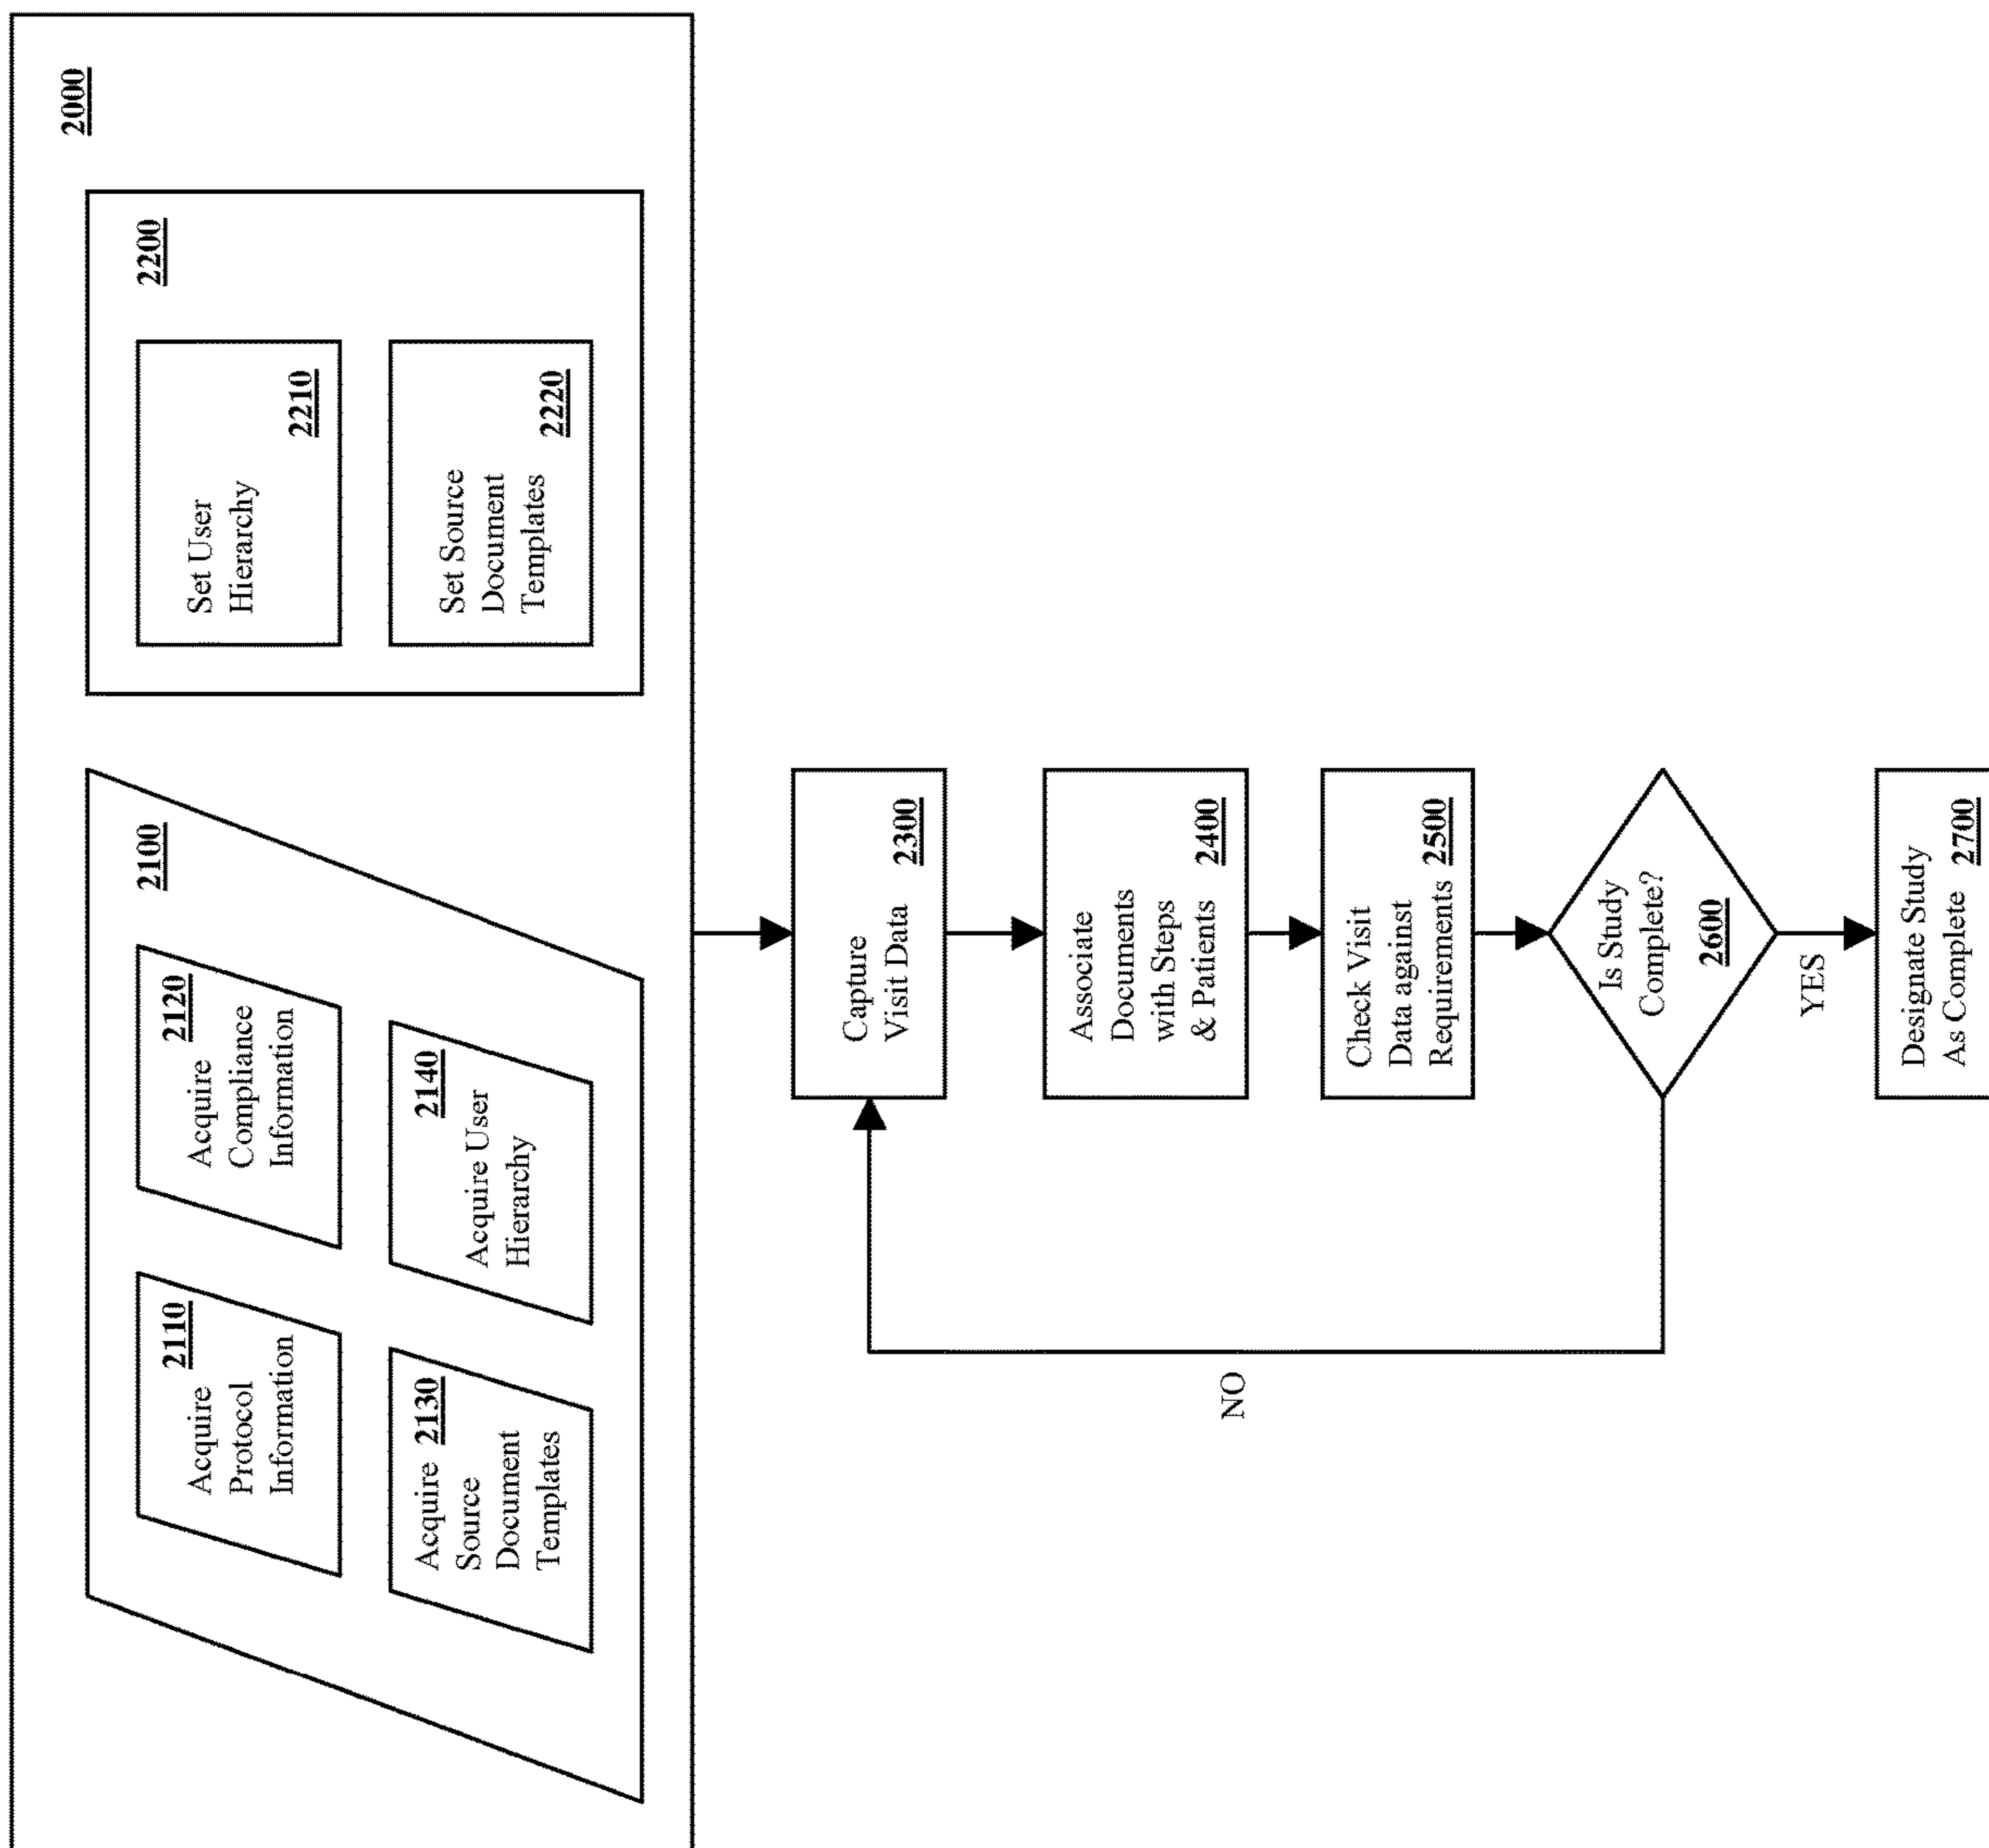 2000
2100
Acquire
Protocol
Information
2110
Acquire
Compliance
Information
2120
Acquire
Source
Document
Templates
2130
Acquire User
Hierarchy
2140
2200
Set User
Hierarchy
2210
Set Source
Document
Templates
2220
Capture
Visit Data
2300
Associate
Documents
with Steps
& Patients
2400
Check Visit
Data against
Requirements
2500
Is Study
Complete?
2600
NO
YES
Designate Study
As Complete
2700